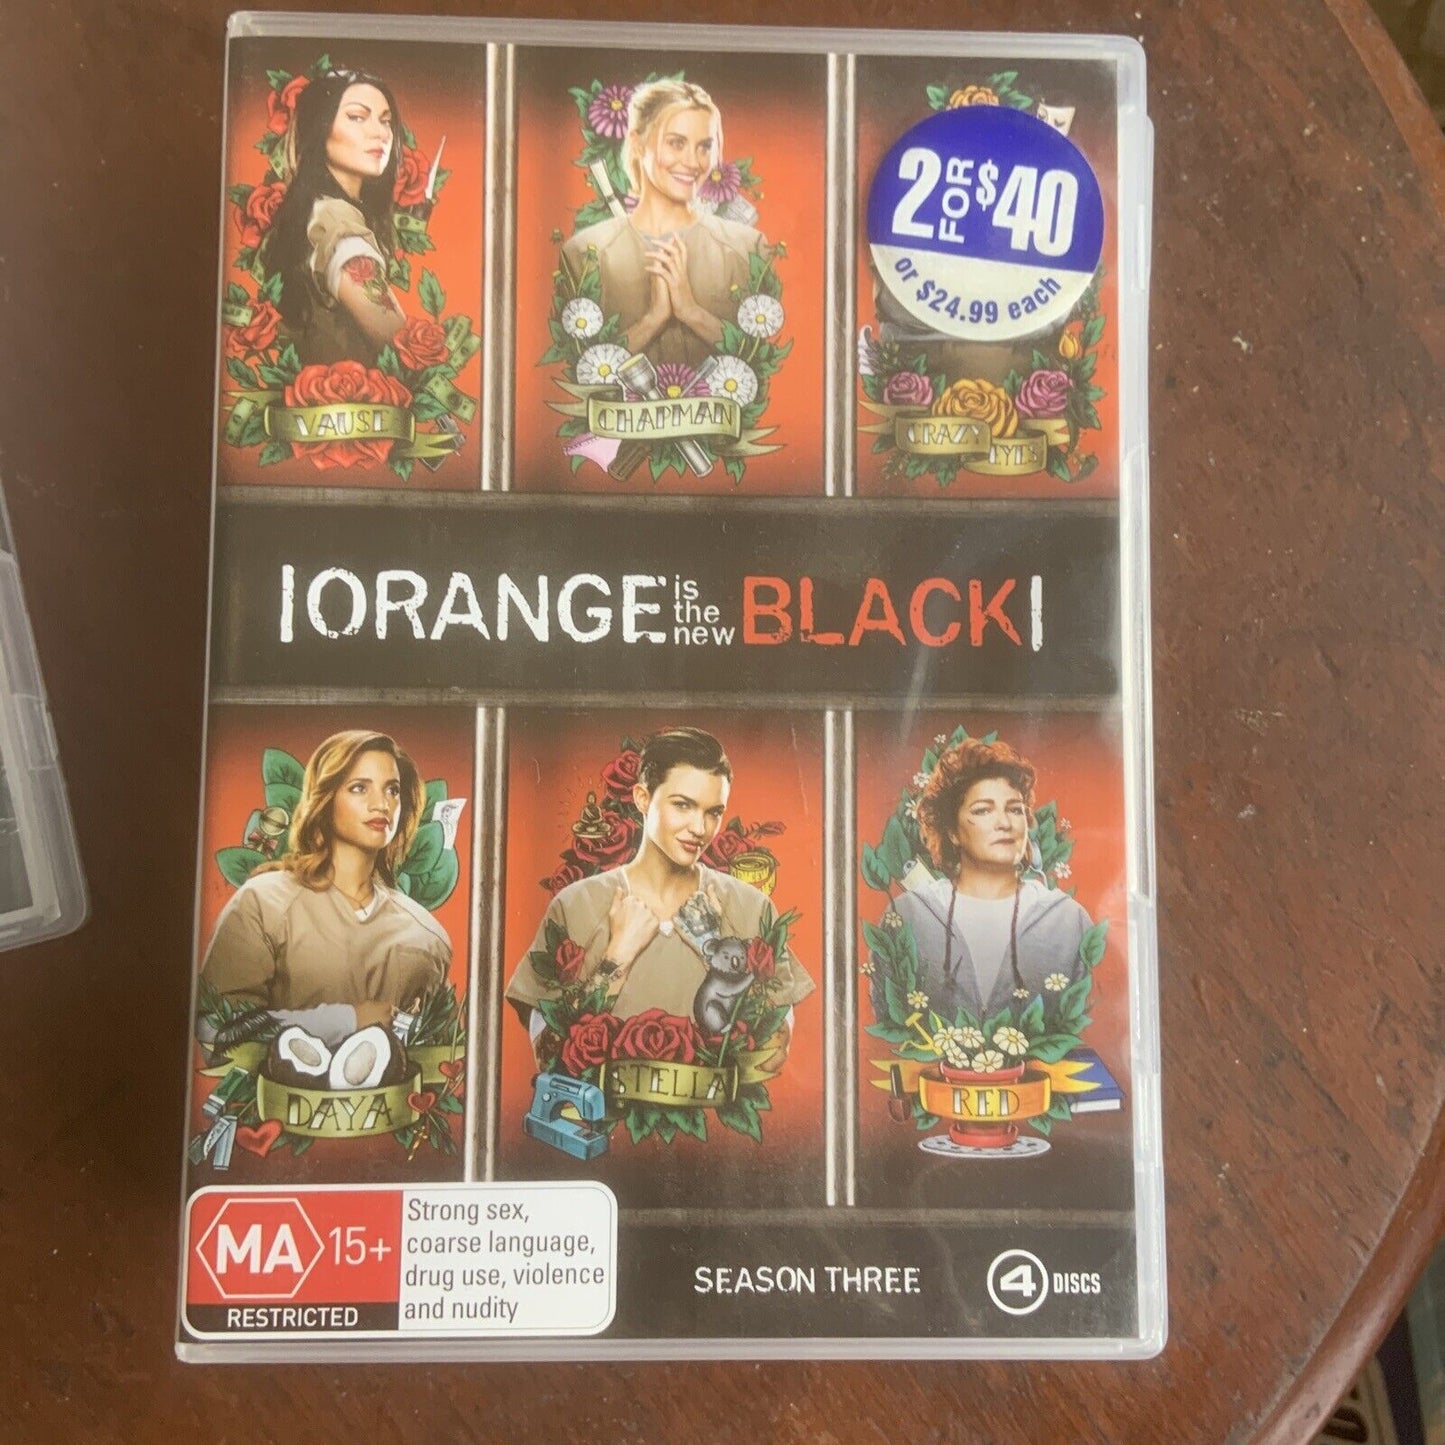 2 FOR $40
or $24.99 each
VAUSE
CHAPMAN
CRAZY
EYES
ORANGE is the new BLACK
DAYA
STELLA
RED
MA 15+
RESTRICTED
Strong sex,
coarse language,
drug use, violence
and nudity
SEASON THREE
4 DISCS